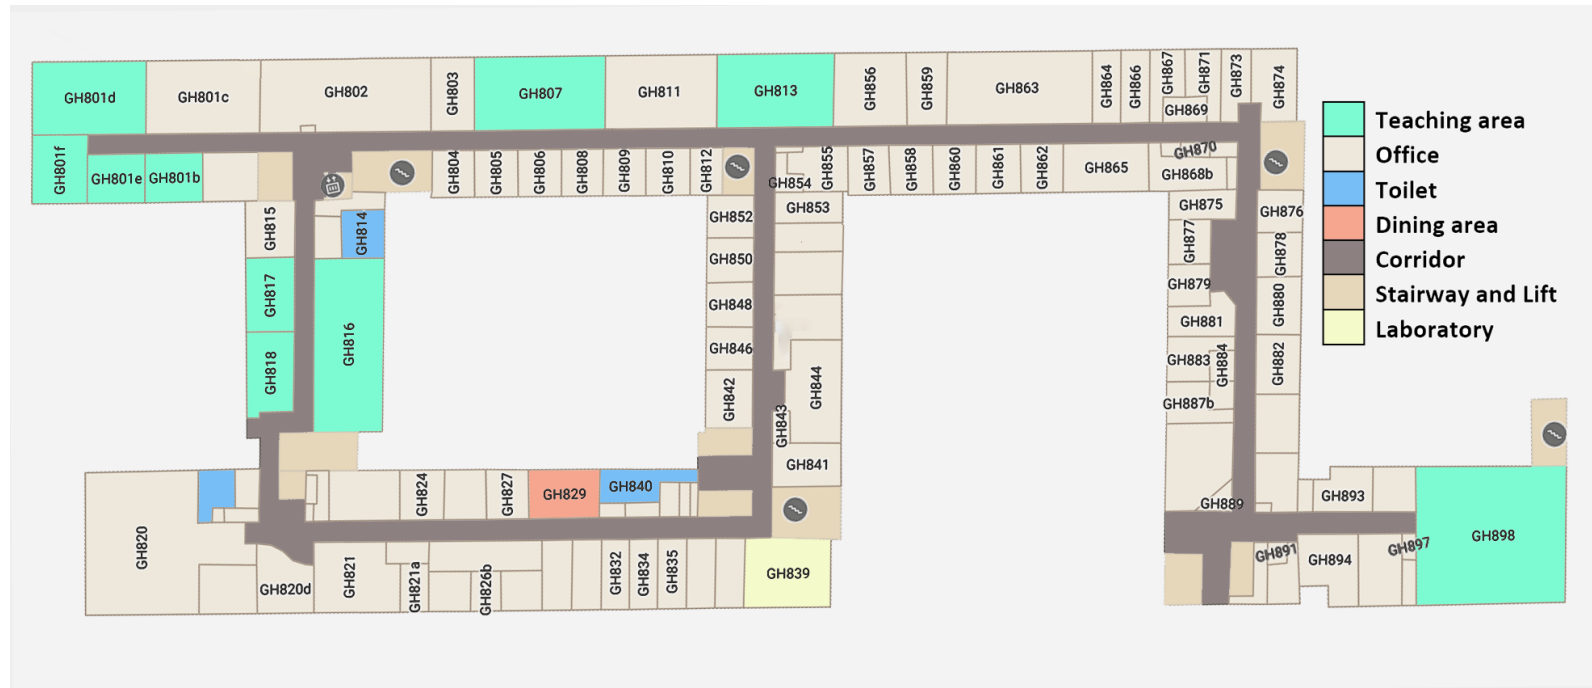 GH801d
GH801c
GH802
GH803
GH807
GH811
GH813
GH856
GH859
GH863
GH864
GH866
GH867
GH871
GH873
GH874
GH869
GH801f
GH801e
GH801b
GH804
GH805
GH806
GH808
GH809
GH810
GH812
GH854
GH855
GH857
GH858
GH860
GH861
GH862
GH865
GH870
GH868b
GH815
GH814
GH852
GH853
GH875
GH876
GH850
GH877
GH878
GH817
GH848
GH879
GH880
GH816
GH846
GH881
GH818
GH842
GH844
GH883
GH884
GH882
GH843
GH887b
GH841
GH824
GH827
GH829
GH840
GH889
GH893
GH898
GH820
GH820d
GH821
GH821a
GH826b
GH832
GH834
GH835
GH839
GH891
GH894
GH897
Teaching area
Office
Toilet
Dining area
Corridor
Stairway and Lift
Laboratory